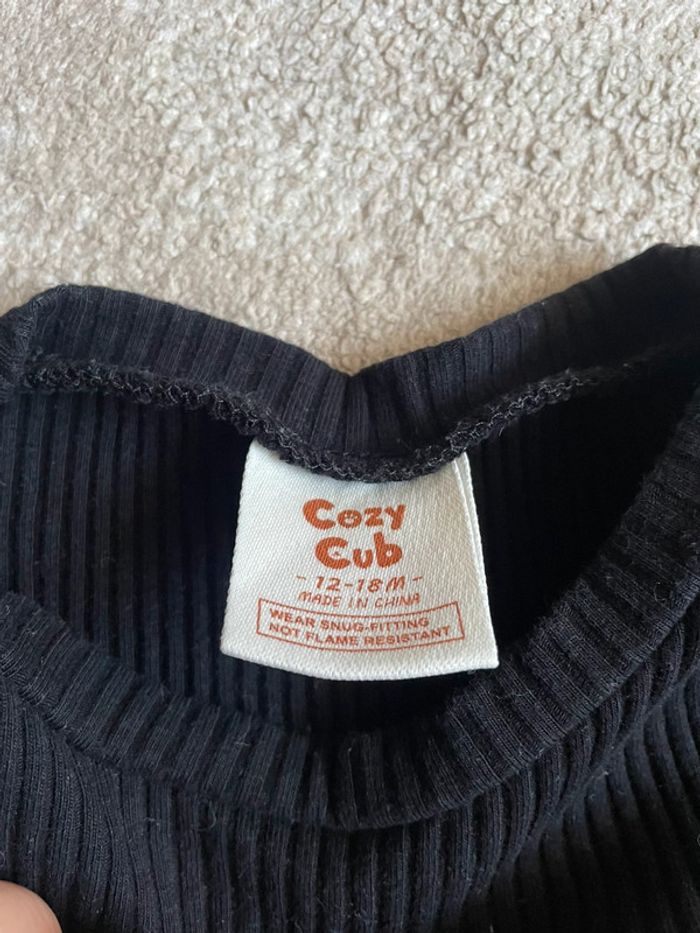 Cozy
Cub
- 12-18M -
MADE IN CHINA
WEAR SNUG-FITTING
NOT FLAME RESISTANT